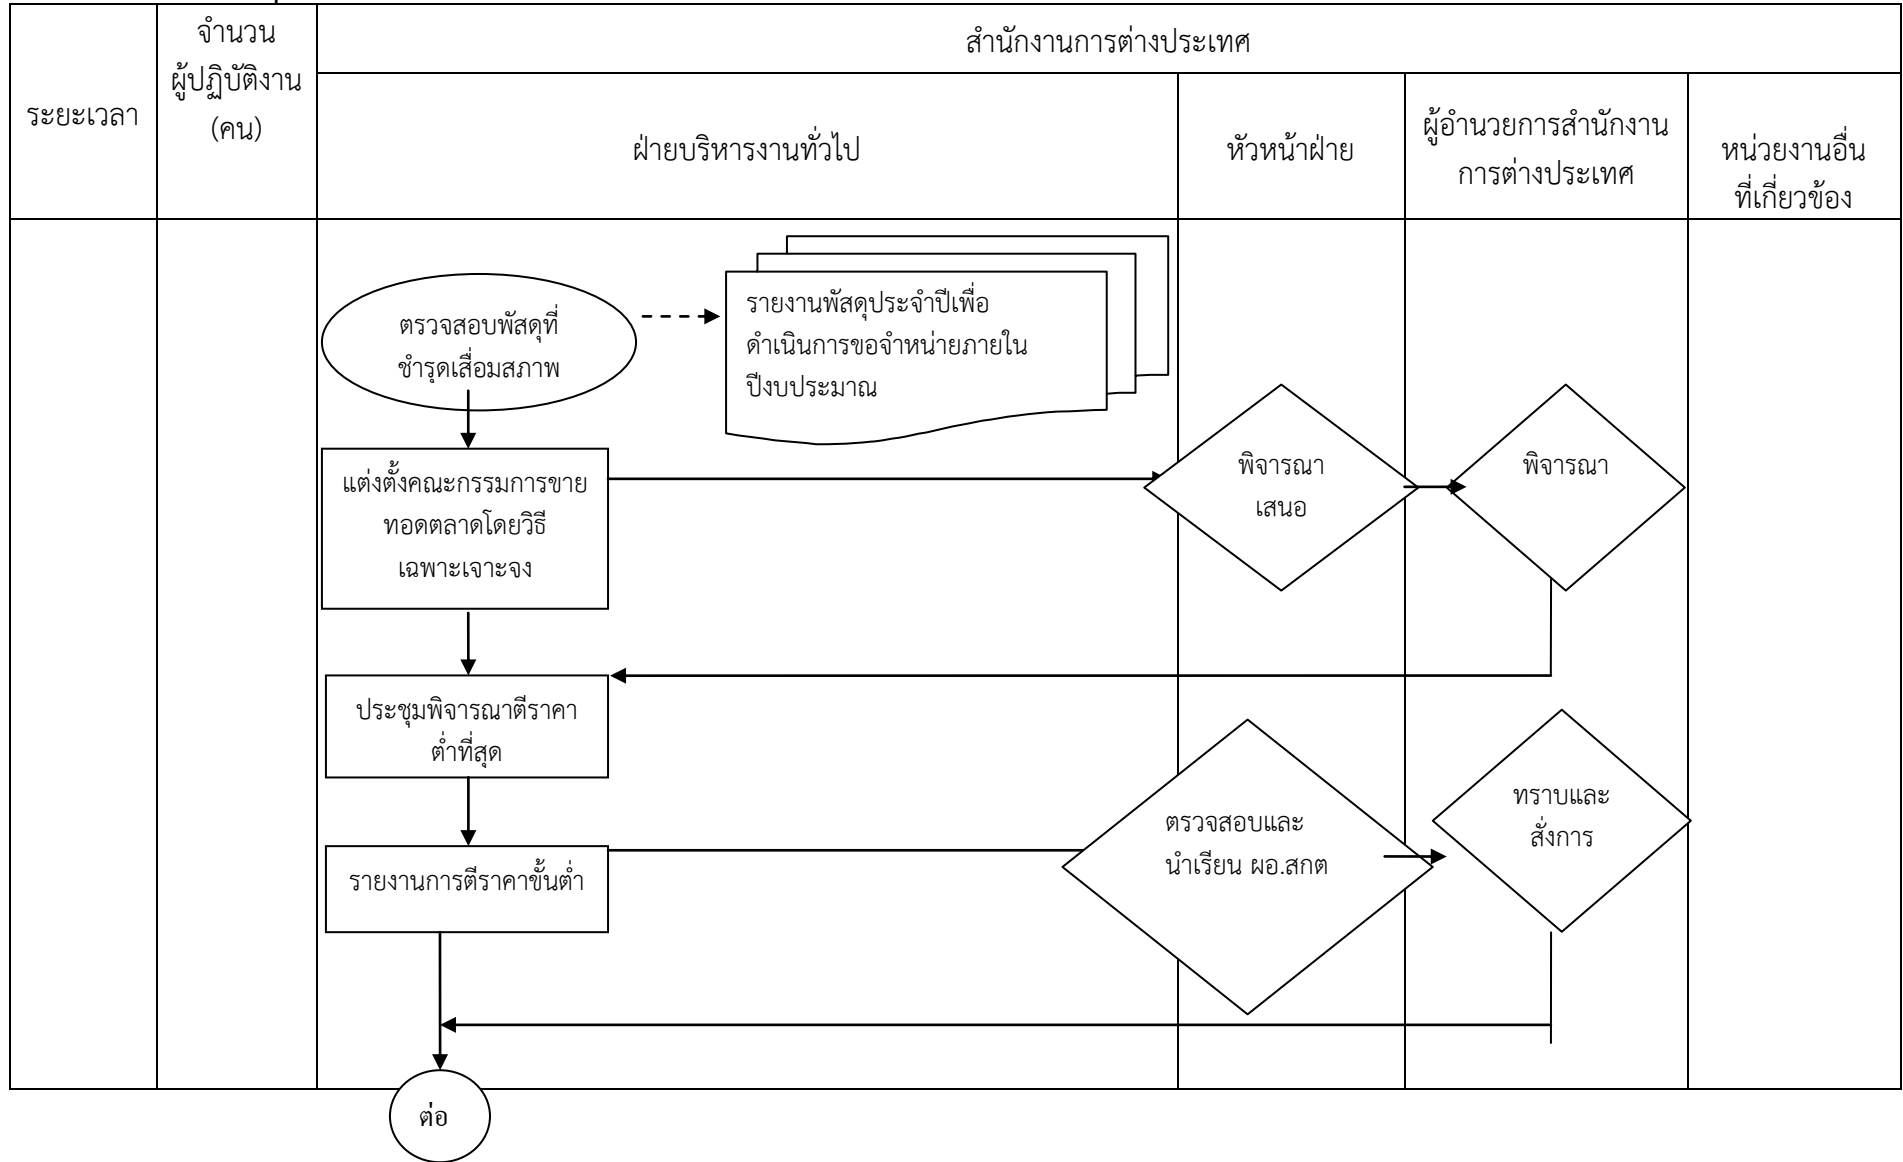 ระยะเวลา
จำนวน
ผู้ปฏิบัติงาน
(คน)
สำนักงานการต่างประเทศ
ฝ่ายบริหารงานทั่วไป
หัวหน้าฝ่าย
ผู้อำนวยการสำนักงาน
การต่างประเทศ
หน่วยงานอื่น
ที่เกี่ยวข้อง
ตรวจสอบพัสดุที่
ชำรุดเสื่อมสภาพ
รายงานพัสดุประจำปีเพื่อ
ดำเนินการขอจำหน่ายภายใน
ปีงบประมาณ
แต่งตั้งคณะกรรมการขาย
ทอดตลาดโดยวิธี
เฉพาะเจาะจง
พิจารณา
เสนอ
พิจารณา
ประชุมพิจารณาตีราคา
ต่ำที่สุด
รายงานการตีราคาขั้นต่ำ
ตรวจสอบและ
นำเรียน ผอ.สกต
ทราบและ
สั่งการ
ต่อ